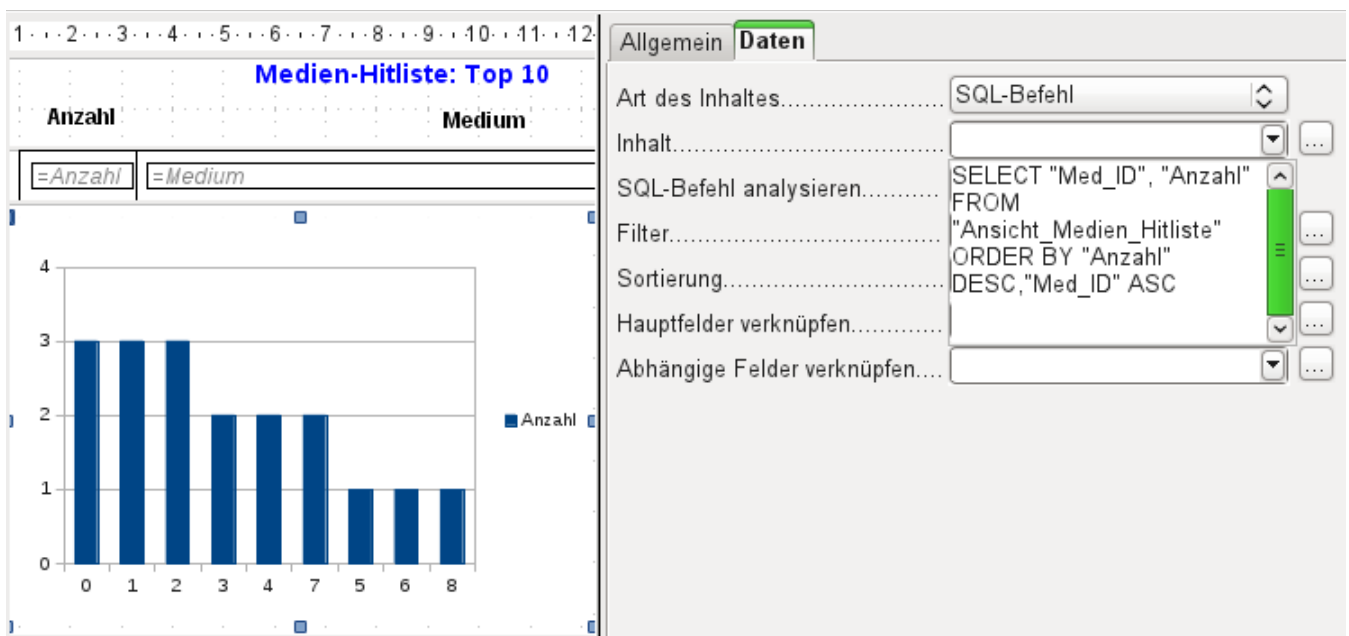 1 · · · 2 · · · 3 · · · 4 · · · 5 · · · 6 · · · 7 · · · 8 · · · 9 · · · 10 · · · 11 · · · 12
Medien-Hitliste: Top 10
Anzahl Medium
=Anzahl =Medium
4
3
2
1
0
0 1 2 3 4 7 5 6 8
Anzahl
Allgemein Daten
Art des Inhaltes...................... SQL-Befehl
Inhalt...................................... ...
SQL-Befehl analysieren...........
SELECT "Med_ID", "Anzahl"
FROM
"Ansicht_Medien_Hitliste"
ORDER BY "Anzahl"
DESC,"Med_ID" ASC
Filter...................................... ...
Sortierung.............................. ...
Hauptfelder verknüpfen............. ...
Abhängige Felder verknüpfen.... ...